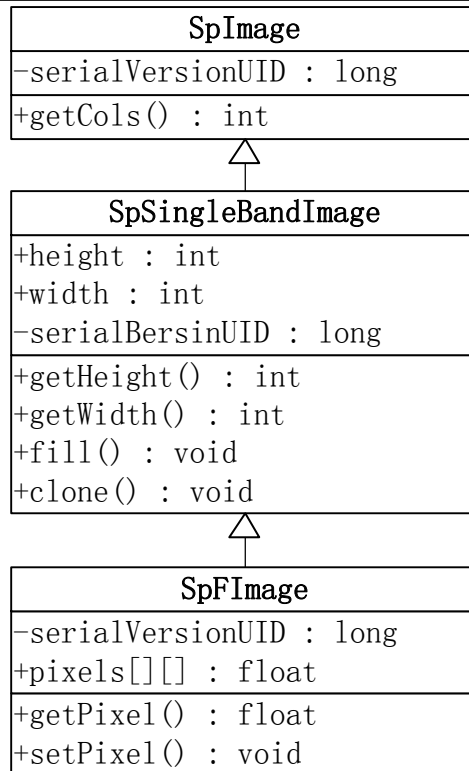 SpImage
-serialVersionUID : long
+getCols() : int
SpSingleBandImage
+height : int
+width : int
-serialBersinUID : long
+getHeight() : int
+getWidth() : int
+fill() : void
+clone() : void
SpFImage
-serialVersionUID : long
+pixels[][] : float
+getPixel() : float
+setPixel() : void